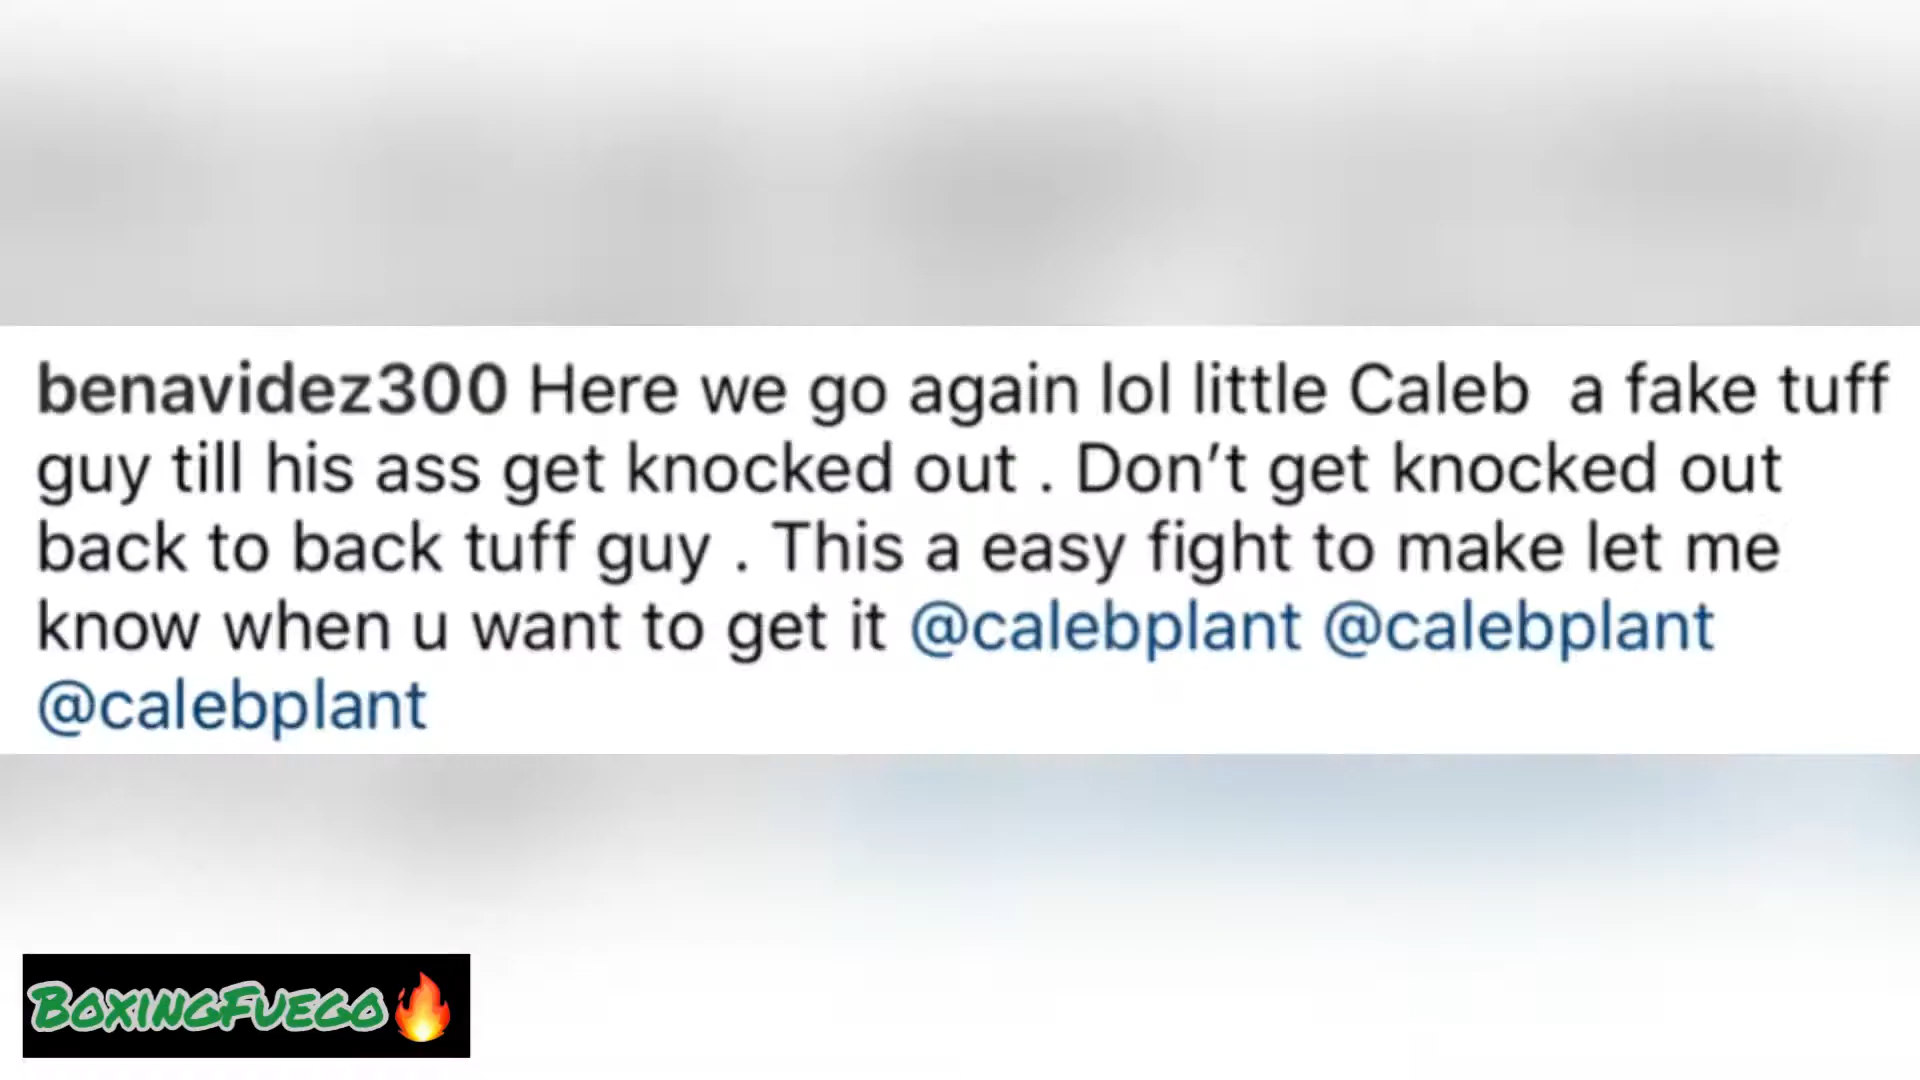 benavidez300 Here we go again lol little Caleb  a fake tuff
guy till his ass get knocked out . Don’t get knocked out
back to back tuff guy . This a easy fight to make let me
know when u want to get it @calebplant @calebplant
@calebplant
BOXINGFUEGO